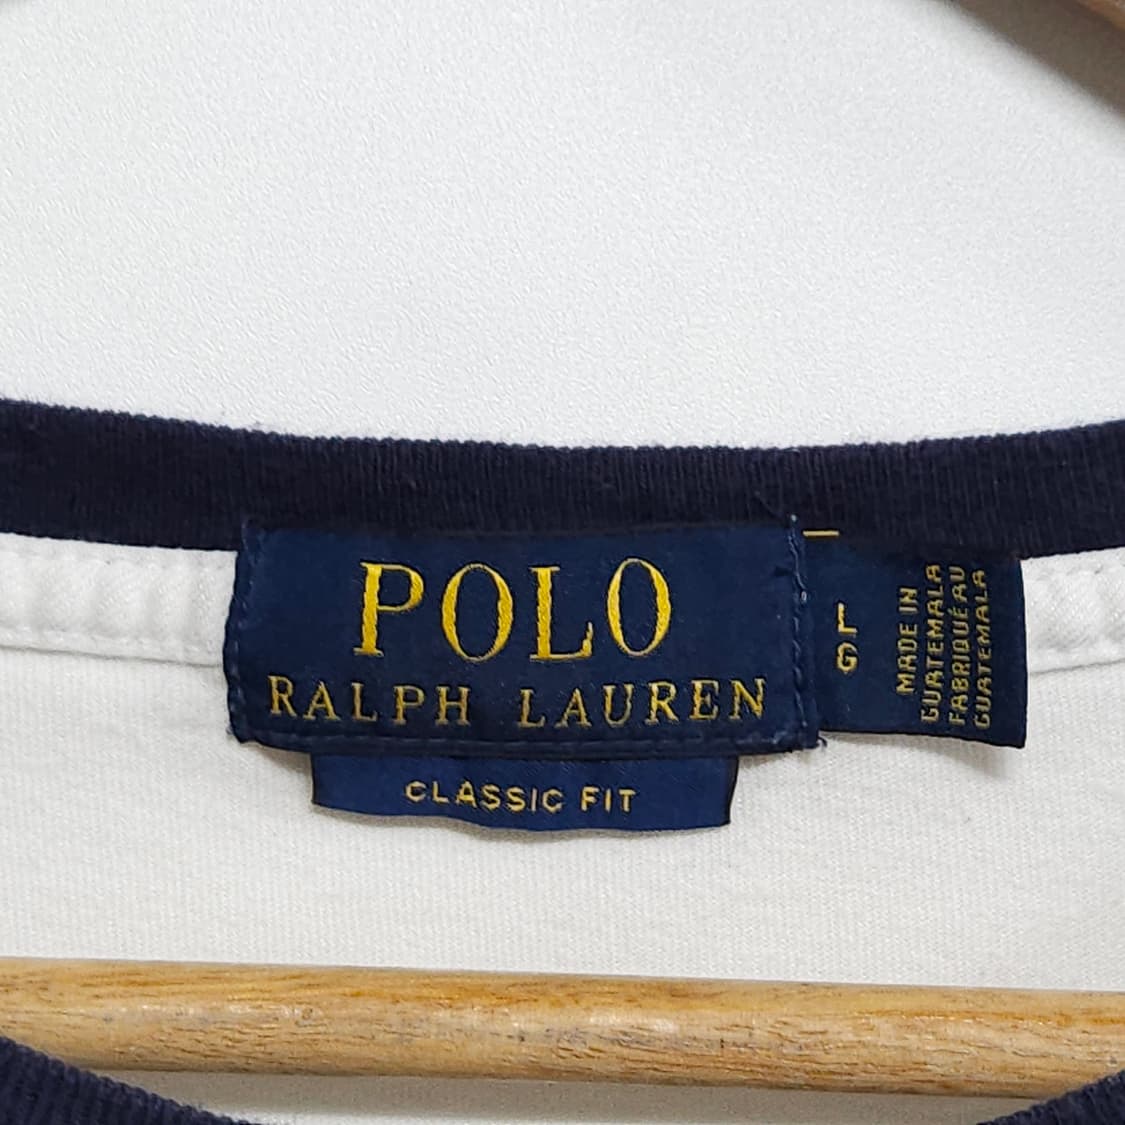 POLO
RALPH LAUREN
CLASSIC FIT
L
G
MADE IN
GUATEMALA
FABRIQUÉ AU
GUATEMALA